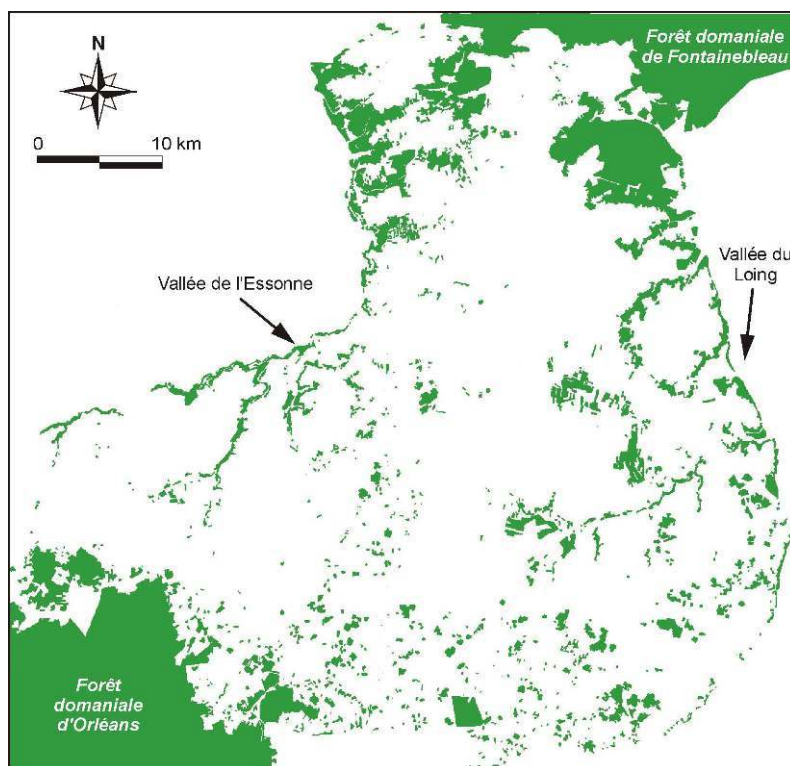 Forêt domaniale
de Fontainebleau
N
0 10 km
Vallée du
Loing
Vallée de l'Essonne
Forêt
domaniale
d'Orléans